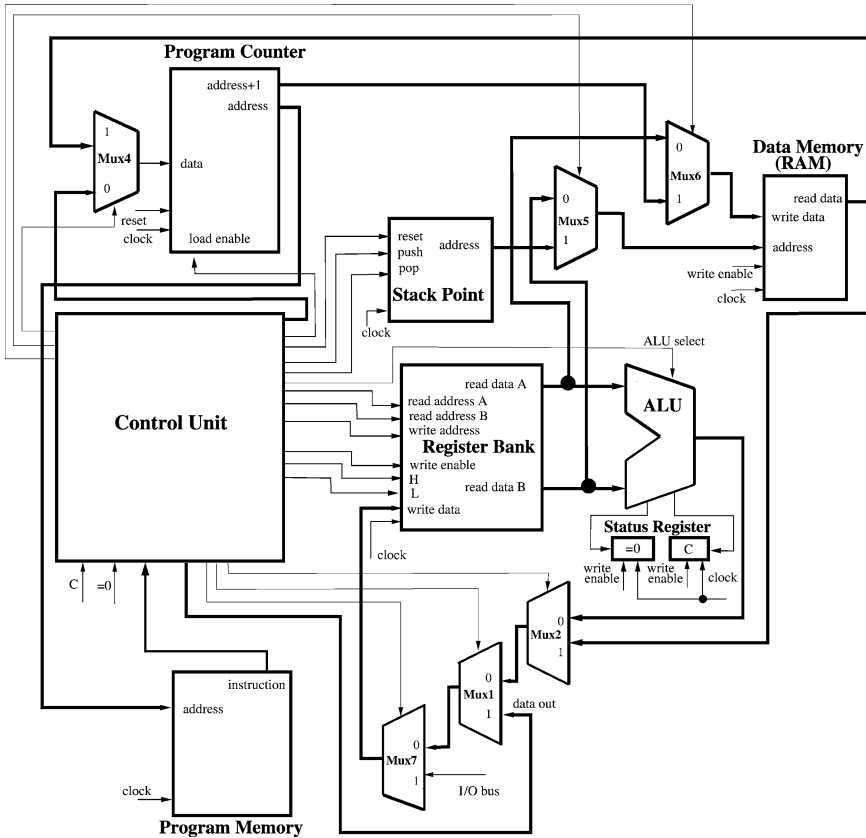 Program Counter
address+1
address
1
Mux4
data
0
reset
clock
load enable
0
Mux6
1
Data Memory
(RAM)
read data
write data
address
write enable
clock
0
Mux5
1
reset
push
pop
address
Stack Point
clock
ALU select
Control Unit
read data A
read address A
read address B
write address
Register Bank
write enable
H
L
read data B
write data
clock
ALU
Status Register
=0
C
write
enable
write
enable
clock
C
=0
0
Mux2
1
0
Mux1
1
data out
0
Mux7
1
I/O bus
instruction
address
clock
Program Memory